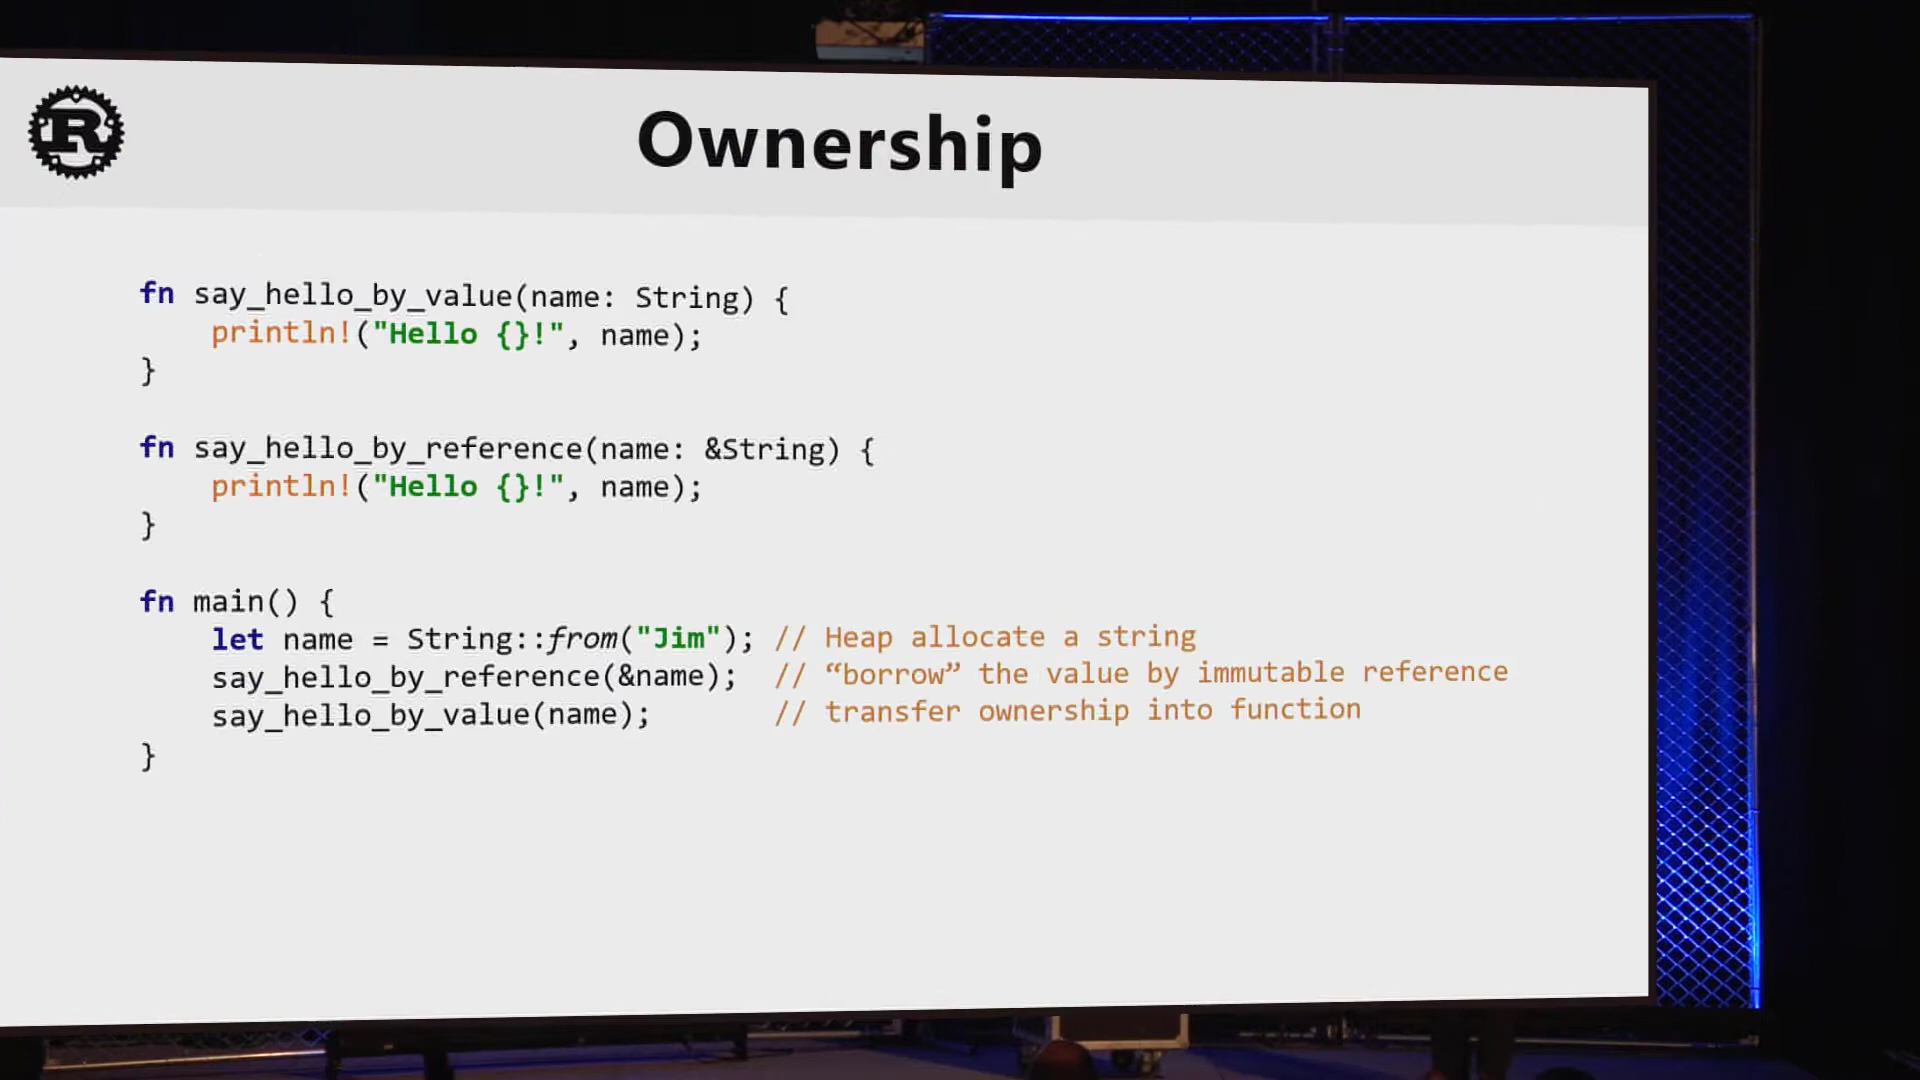 R
Ownership
fn say_hello_by_value(name: String) {
    println!("Hello {}!", name);
}
fn say_hello_by_reference(name: &String) {
    println!("Hello {}!", name);
}
fn main() {
    let name = String::from("Jim"); // Heap allocate a string
    say_hello_by_reference(&name);  // “borrow” the value by immutable reference
    say_hello_by_value(name);       // transfer ownership into function
}